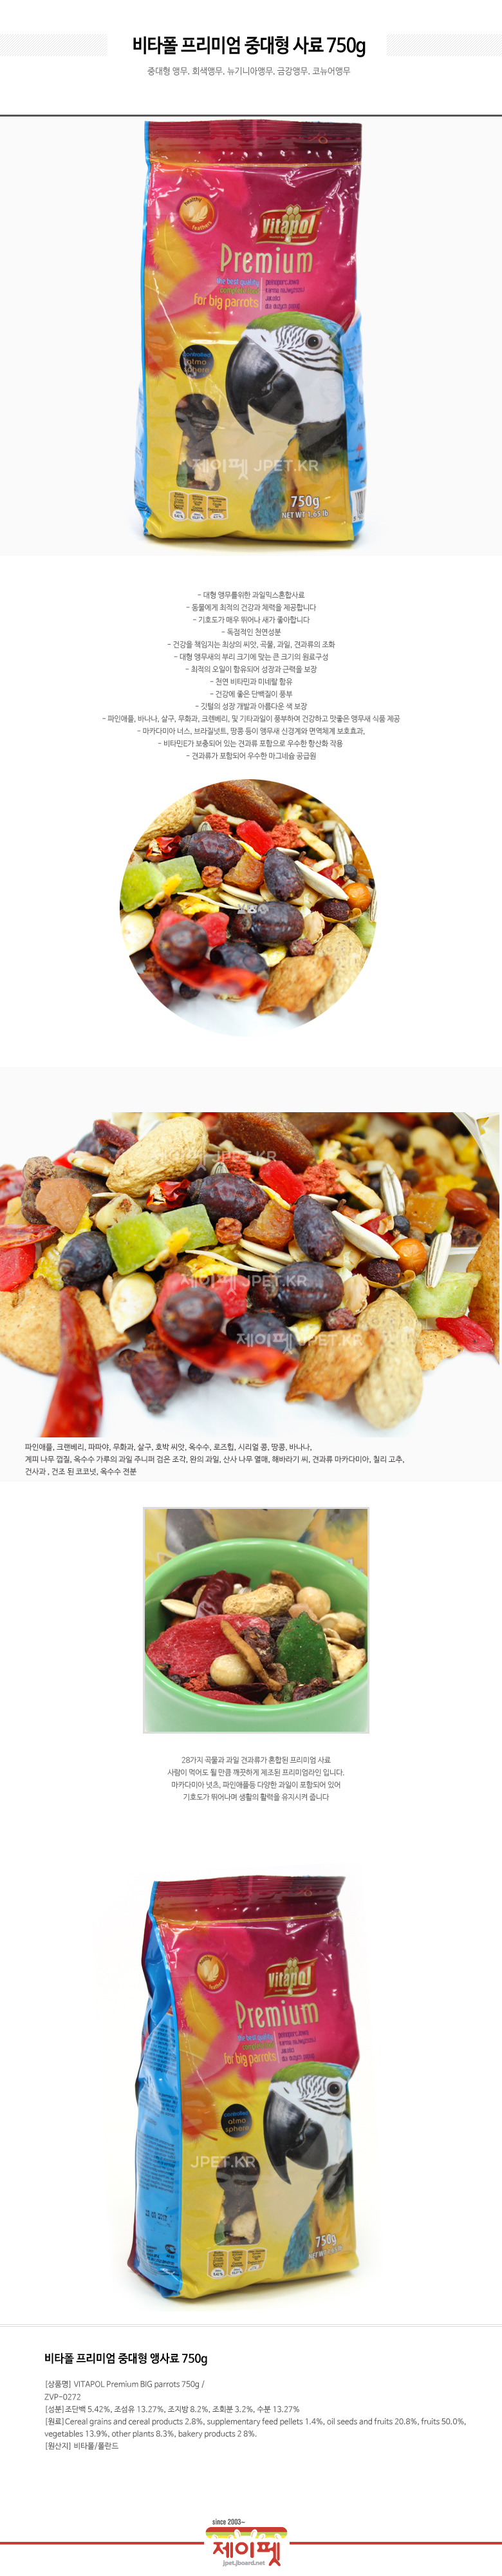 비타폴 프리미엄 중대형 사료 750g
중대형 앵무, 회색앵무, 뉴기니아앵무, 금강앵무, 코뉴어앵무
healthy
feathers
Vitapol
Premium
for big parrots
controlled
atmo
sphere
제이펫 JPET.KR
750g
NET WT 1.65 lb
- 대형 앵무를위한 과일믹스혼합사료
- 동물에게 최적의 건강과 체력을 제공합니다
- 기호도가 매우 뛰어나 새가 좋아합니다
- 독점적인 천연성분
- 건강을 책임지는 최상의 씨앗, 곡물, 과일, 견과류의 조화
- 대형 앵무새의 부리 크기에 맞는 큰 크기의 원료구성
- 최적의 오일이 함유되어 성장과 근력을 보장
- 천연 비타민과 미네랄 함유
- 건강에 좋은 단백질이 풍부
- 깃털의 성장 개발과 아름다운 색 보장
- 파인애플, 바나나, 살구, 무화과, 크렌베리, 및 기타과일이 풍부하여 건강하고 맛좋은 앵무새 식품 제공
- 마카다미아 너스, 브라질넛트, 땅콩 등이 앵무새 신경계와 면역체계 보호효과,
- 비타민E가 보충되어 있는 견과류 포함으로 우수한 항산화 작용
- 견과류가 포함되어 우수한 마그네슘 공급원
JPET.KR
제이펫 JPET.KR
제이펫 JPET.KR
파인애플, 크랜베리, 파파야, 무화과, 살구, 호박 씨앗, 옥수수, 로즈힙, 시리얼 콩, 땅콩, 바나나,
계피 나무 껍질, 옥수수 가루의 과일 주니퍼 검은 조각, 완의 과일, 산사 나무 열매, 해바라기 씨, 견과류 마카다미아, 칠리 고추,
건사과 , 건조 된 코코넛, 옥수수 전분
28가지 곡물과 과일 견과류가 혼합된 프리미엄 사료
사람이 먹어도 될 만큼 깨끗하게 제조된 프리미엄라인 입니다.
마카다미아 넛츠, 파인애플등 다양한 과일이 포함되어 있어
기호도가 뛰어나며 생활의 활력을 유지시켜 줍니다
Vitapol
Premium
for big parrots
controlled
atmo
sphere
JPET.KR
750g
비타폴 프리미엄 중대형 앵사료 750g
[상품명] VITAPOL Premium BIG parrots 750g /
ZVP-0272
[성분]조단백 5.42%, 조섬유 13.27%, 조지방 8.2%, 조회분 3.2%, 수분 13.27%
[원료]Cereal grains and cereal products 2.8%, supplementary feed pellets 1.4%, oil seeds and fruits 20.8%, fruits 50.0%,
vegetables 13.9%, other plants 8.3%, bakery products 2 8%.
[원산지] 비타폴/폴란드
since 2003~
제이펫
jpet.jboard.net